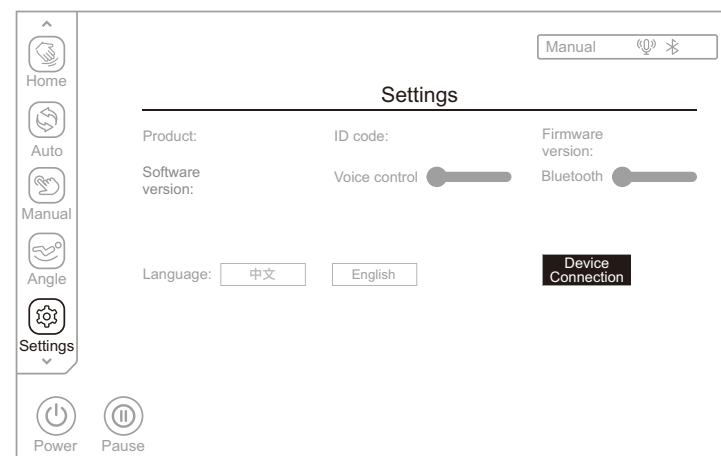 Manual
Home
Settings
Auto
Product:
ID code:
Firmware
version:
Software
version:
Voice control
Bluetooth
Manual
Angle
Language:
中文
English
Device
Connection
Settings
Power
Pause